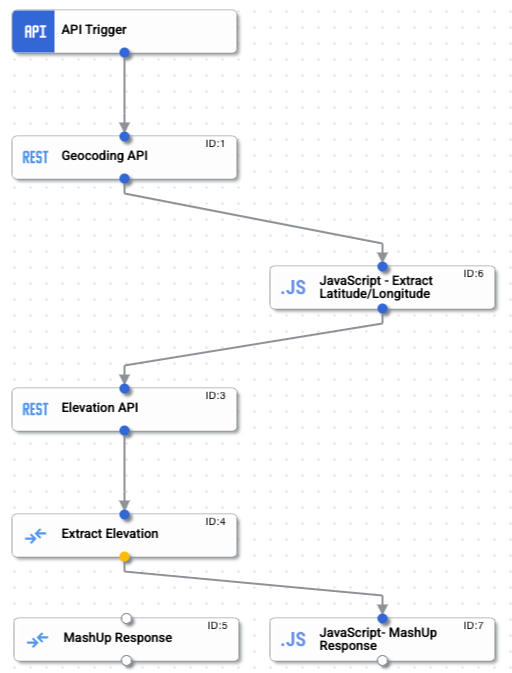 API
API Trigger
ID:1
REST
Geocoding API
ID:6
.JS
JavaScript - Extract
Latitude/Longitude
ID:3
REST
Elevation API
ID:4
Extract Elevation
ID:5
MashUp Response
ID:7
.JS
JavaScript- MashUp
Response